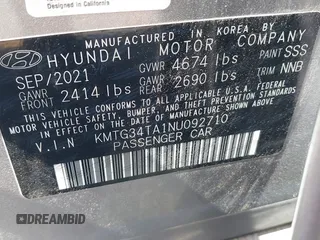 Designed in California
MANUFACTURED IN KOREA BY
HYUNDAI MOTOR COMPANY
SEP/2021 GVWR 4674 lbs PAINT SSS
GAWR FRONT 2414 lbs GAWR REAR 2690 lbs TRIM NNB
THIS VEHICLE CONFORMS TO ALL APPLICABLE U.S.A. FEDERAL
MOTOR VEHICLE SAFETY, BUMPER, AND THEFT PREVENTION
STANDARDS IN EFFECT ON THE DATE OF MANUFACTURE SHOWN ABOVE.
V.I.N KMTG34TA1NU092710
PASSENGER CAR
DREAMBID